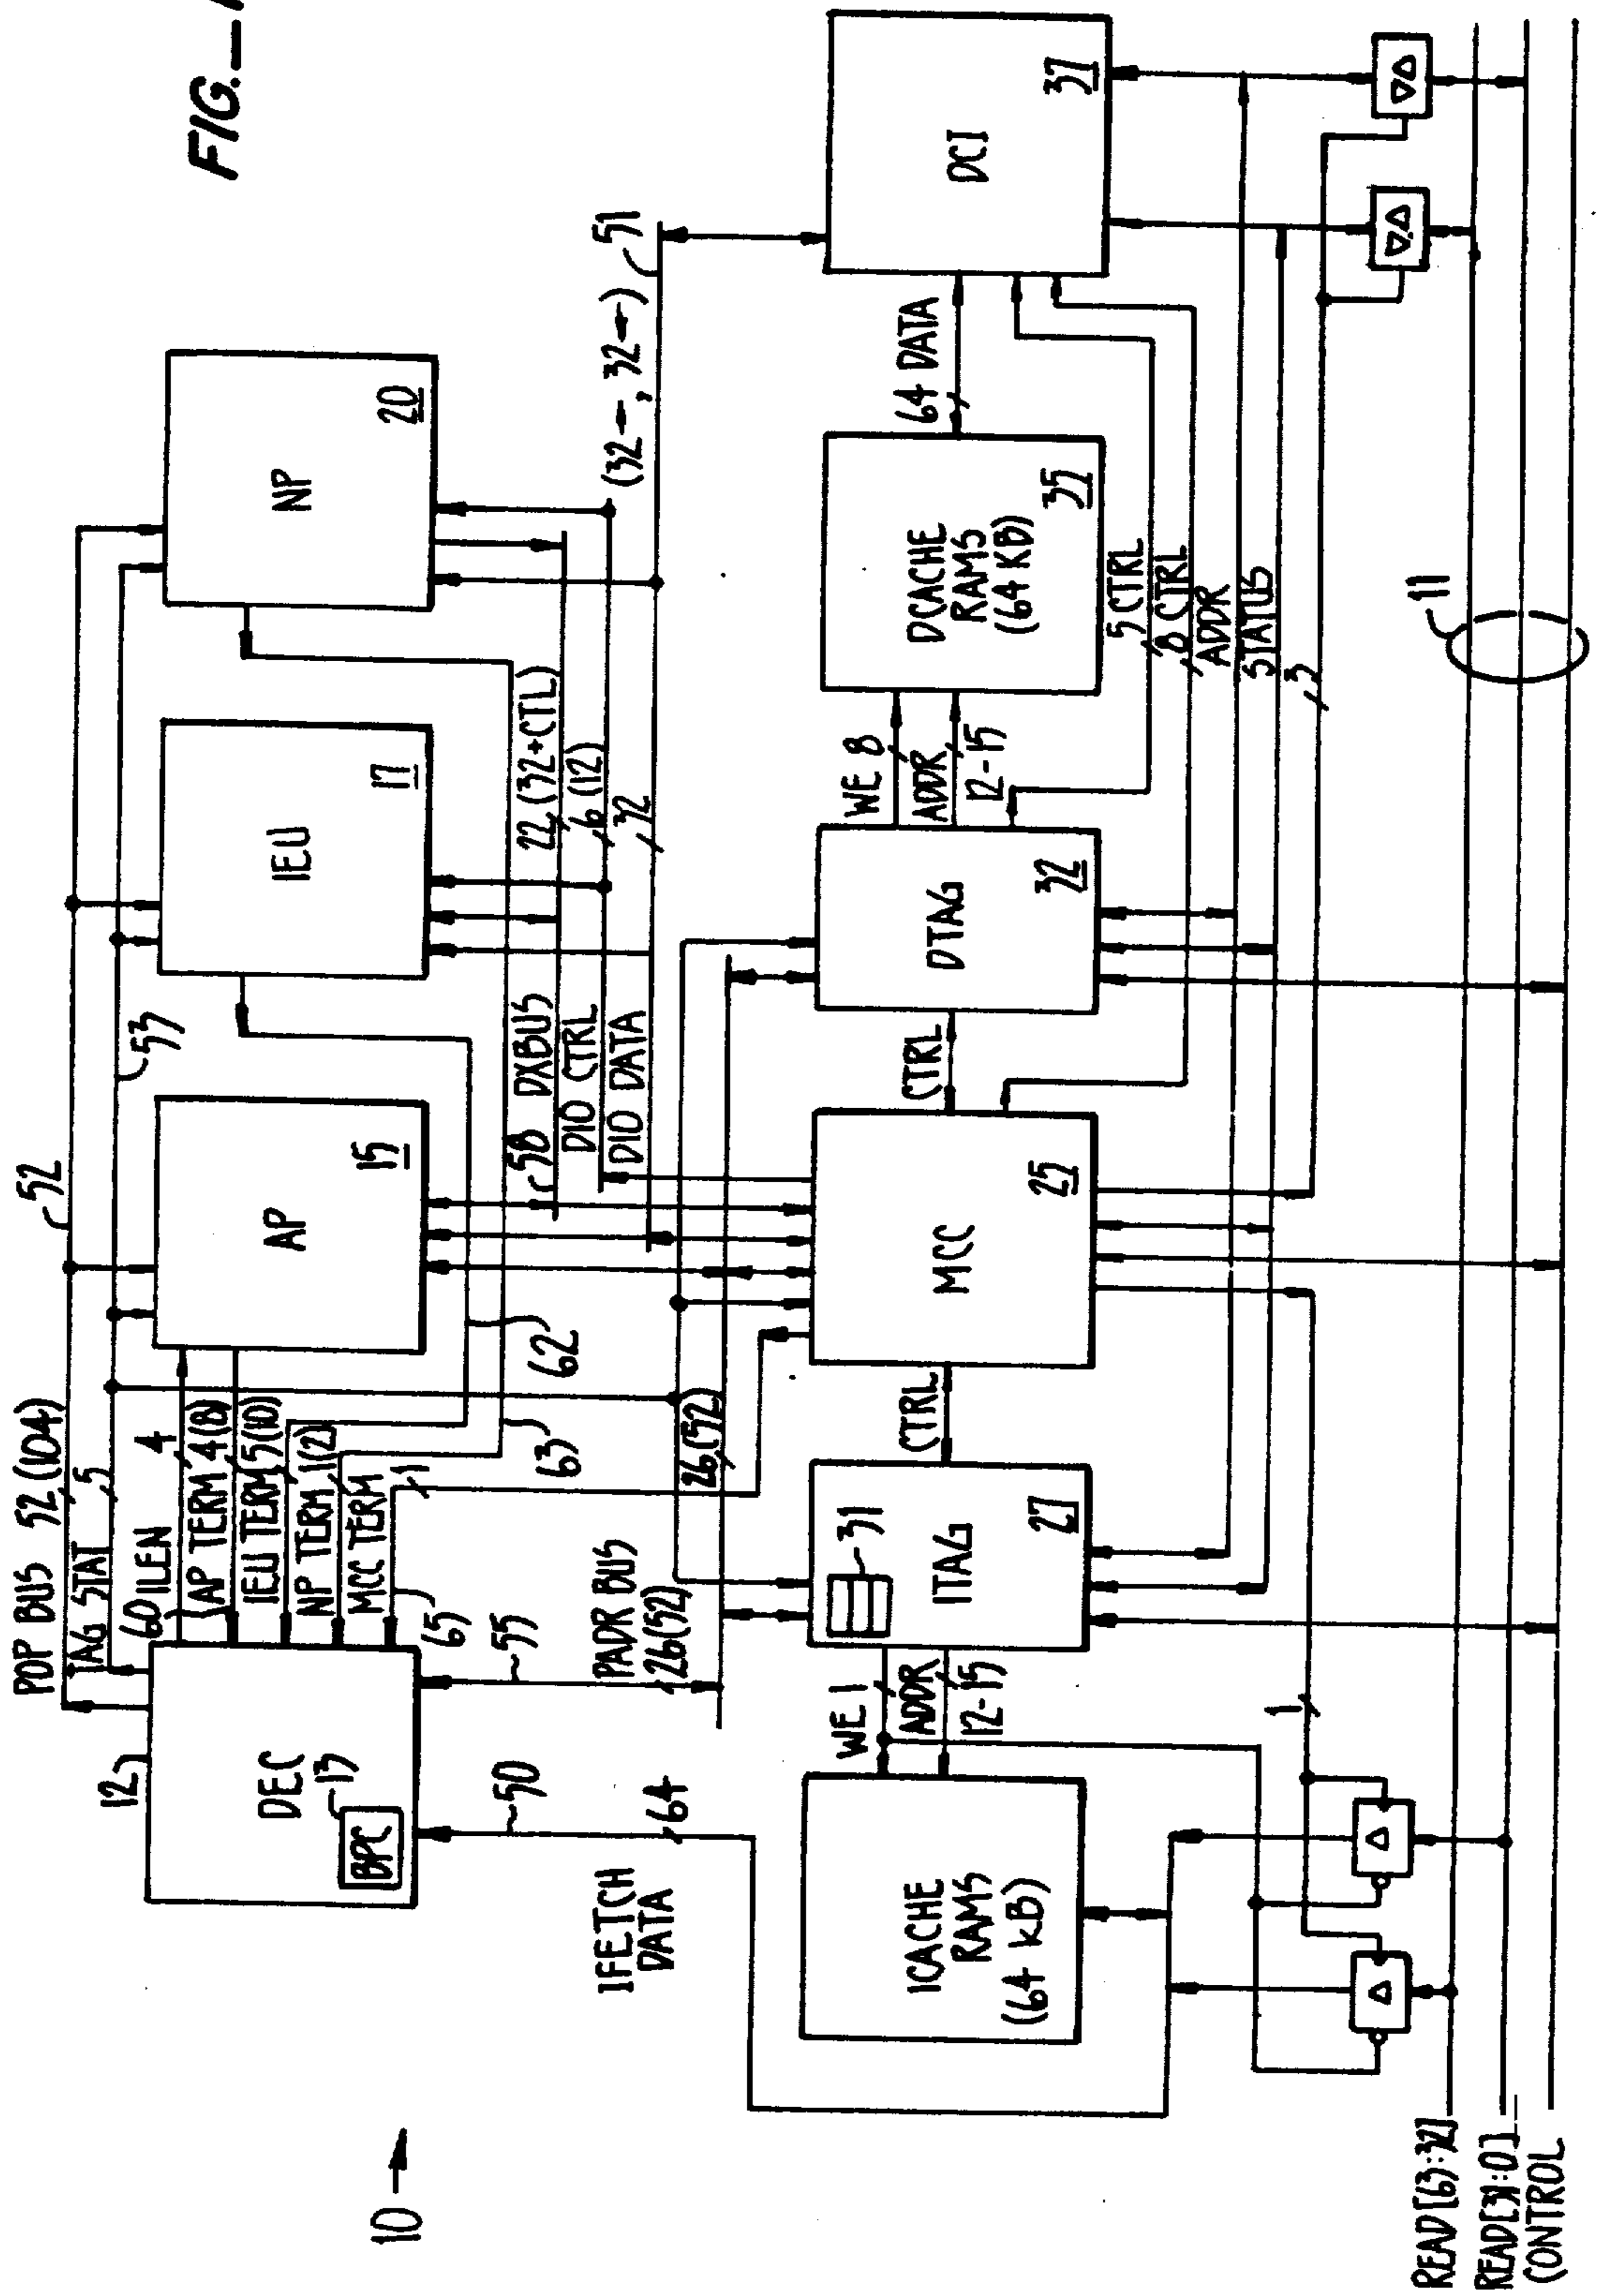 FIG._1
10
POP BUS 52(104)
TAG STAT 5
52
53
12
DEC
13
BPC
60
ILEN 4
AP TERM 4(8)
IEU TERM 5(10)
NP TERM 1(2)
MCC TERM 1
65
63
62
AP
15
IEU
17
NP
20
58 DXBUS
22(32+CTL)
DIO CTRL
6(12)
DIO DATA
32
(32←, 32→)
51
50
55
IFETCH
DATA
64
PADR BUS
26(52)
26(52)
ICACHE
RAMS
(64 kB)
WE 1
ADDR
12-15
31
ITAG
27
CTRL
MCC
25
CTRL
DTAG
32
WE 8
ADDR
12-15
DCACHE
RAMS
(64 KB)
35
64 DATA
DCI
37
5 CTRL
8 CTRL
ADDR
STATUS
3
1
11
READ[63:32]
READ[31:0]
CONTROL